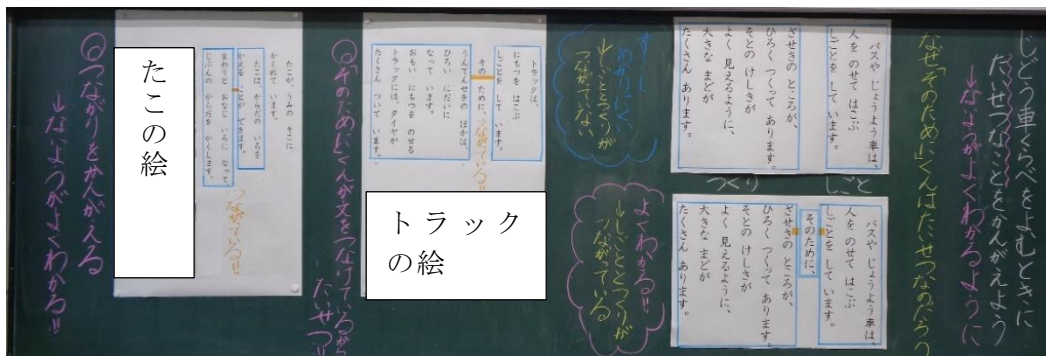 じどう車くらべをよむときに
だいせつなことをかんがえよう
→ないようがよくわかるように
なぜ「そのために」くんはたいせつなのだろう
バスや じょうよう車は、
人を のせて はこぶ
しごとを して います。
ざせきの ところが、
ひろく つくって あります。
そとの けしきが
よく 見えるように、
大きな まどが
たくさん あります。
しごと
つくり
バスや じょうよう車は、
人を のせて はこぶ
しごとを して います。
そのために、
ざせきの ところが、
ひろく つくって あります。
そとの けしきが
よく 見えるように、
大きな まどが
たくさん あります。
すこし
わかりにくい
→しごととつくりが
つながっていない
よくわかる!!
→しごととつくりが
つながっている
トラックは、
にもつを はこぶ
しごとを して います。
その ために、
つながっている!!
うんてんせきの ほかは、
ひろい にだいに
なって います。
おもい にもつを のせる
トラックには、タイヤが
たくさん ついて います。
トラック
の絵
◎「そのために」くんが文をつなげているから
たいせつ!!
たこが、うみの そこに
かくれて います。
たこは、からだの いろを
かえる ことが できます。
まわりと おなじ いろに なって、
じぶんの からだを かくします。
つながっている!!
たこの絵
◎つながりをかんがえる
→ないようがよくわかる!!